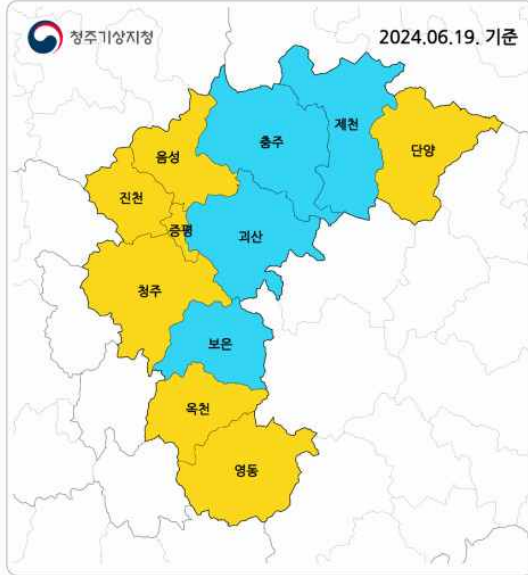 청주기상지청
2024.06.19. 기준
제천
충주
단양
음성
진천
증평
괴산
청주
보은
옥천
영동